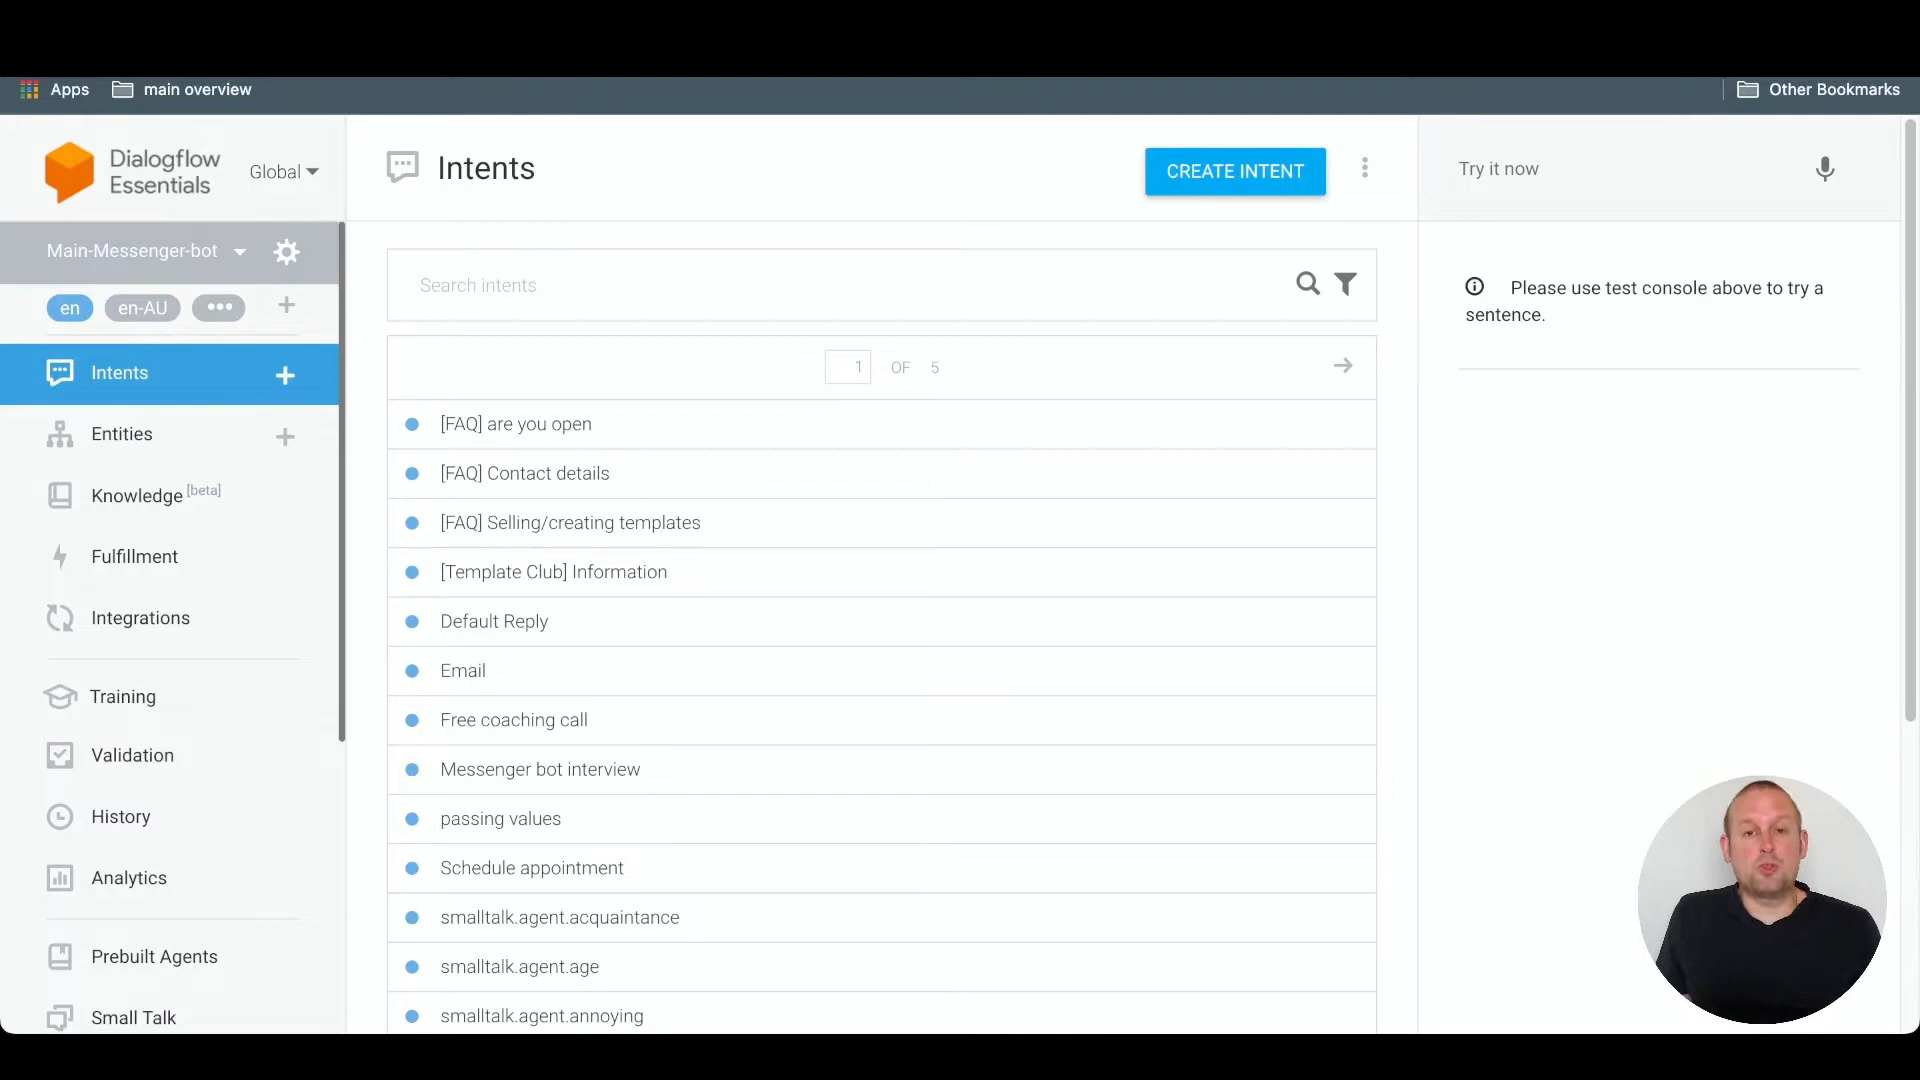 Apps
main overview
Other Bookmarks
Dialogflow
Essentials
Global
Intents
CREATE INTENT
Try it now
Main-Messenger-bot
en
en-AU
Search intents
Please use test console above to try a
sentence.
Intents
1 OF 5
Entities
Knowledge [beta]
Fulfillment
Integrations
Training
Validation
History
Analytics
Prebuilt Agents
Small Talk
[FAQ] are you open
[FAQ] Contact details
[FAQ] Selling/creating templates
[Template Club] Information
Default Reply
Email
Free coaching call
Messenger bot interview
passing values
Schedule appointment
smalltalk.agent.acquaintance
smalltalk.agent.age
smalltalk.agent.annoying